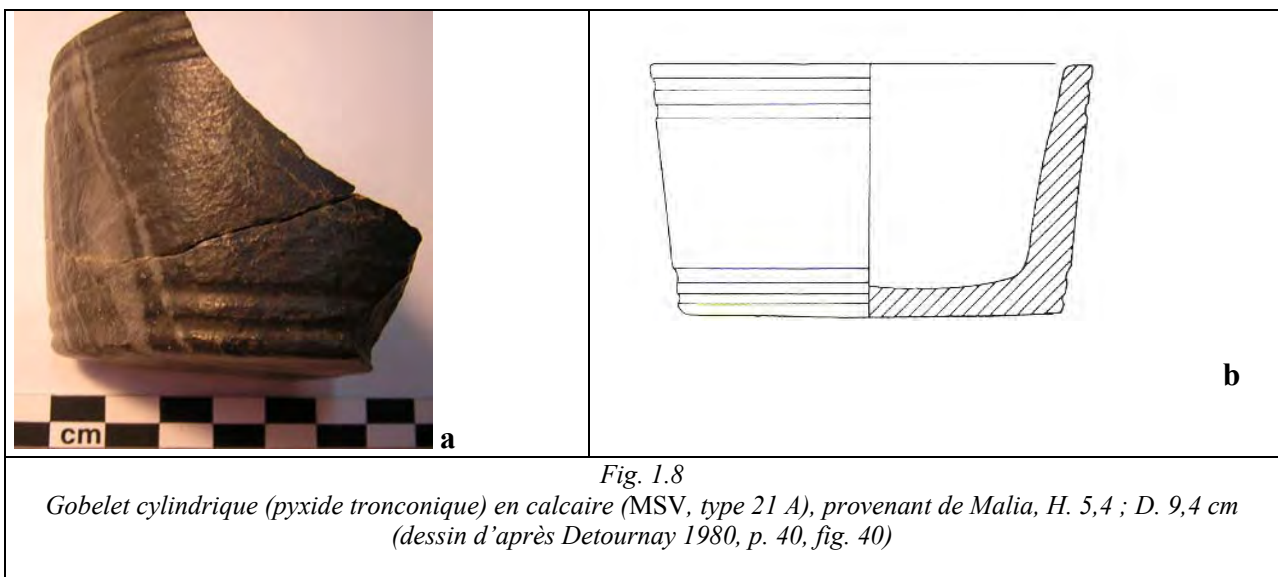 cm
a
b
Fig. 1.8
Gobelet cylindrique (pyxide tronconique) en calcaire (MSV, type 21 A), provenant de Malia, H. 5,4 ; D. 9,4 cm
(dessin d’après Detournay 1980, p. 40, fig. 40)